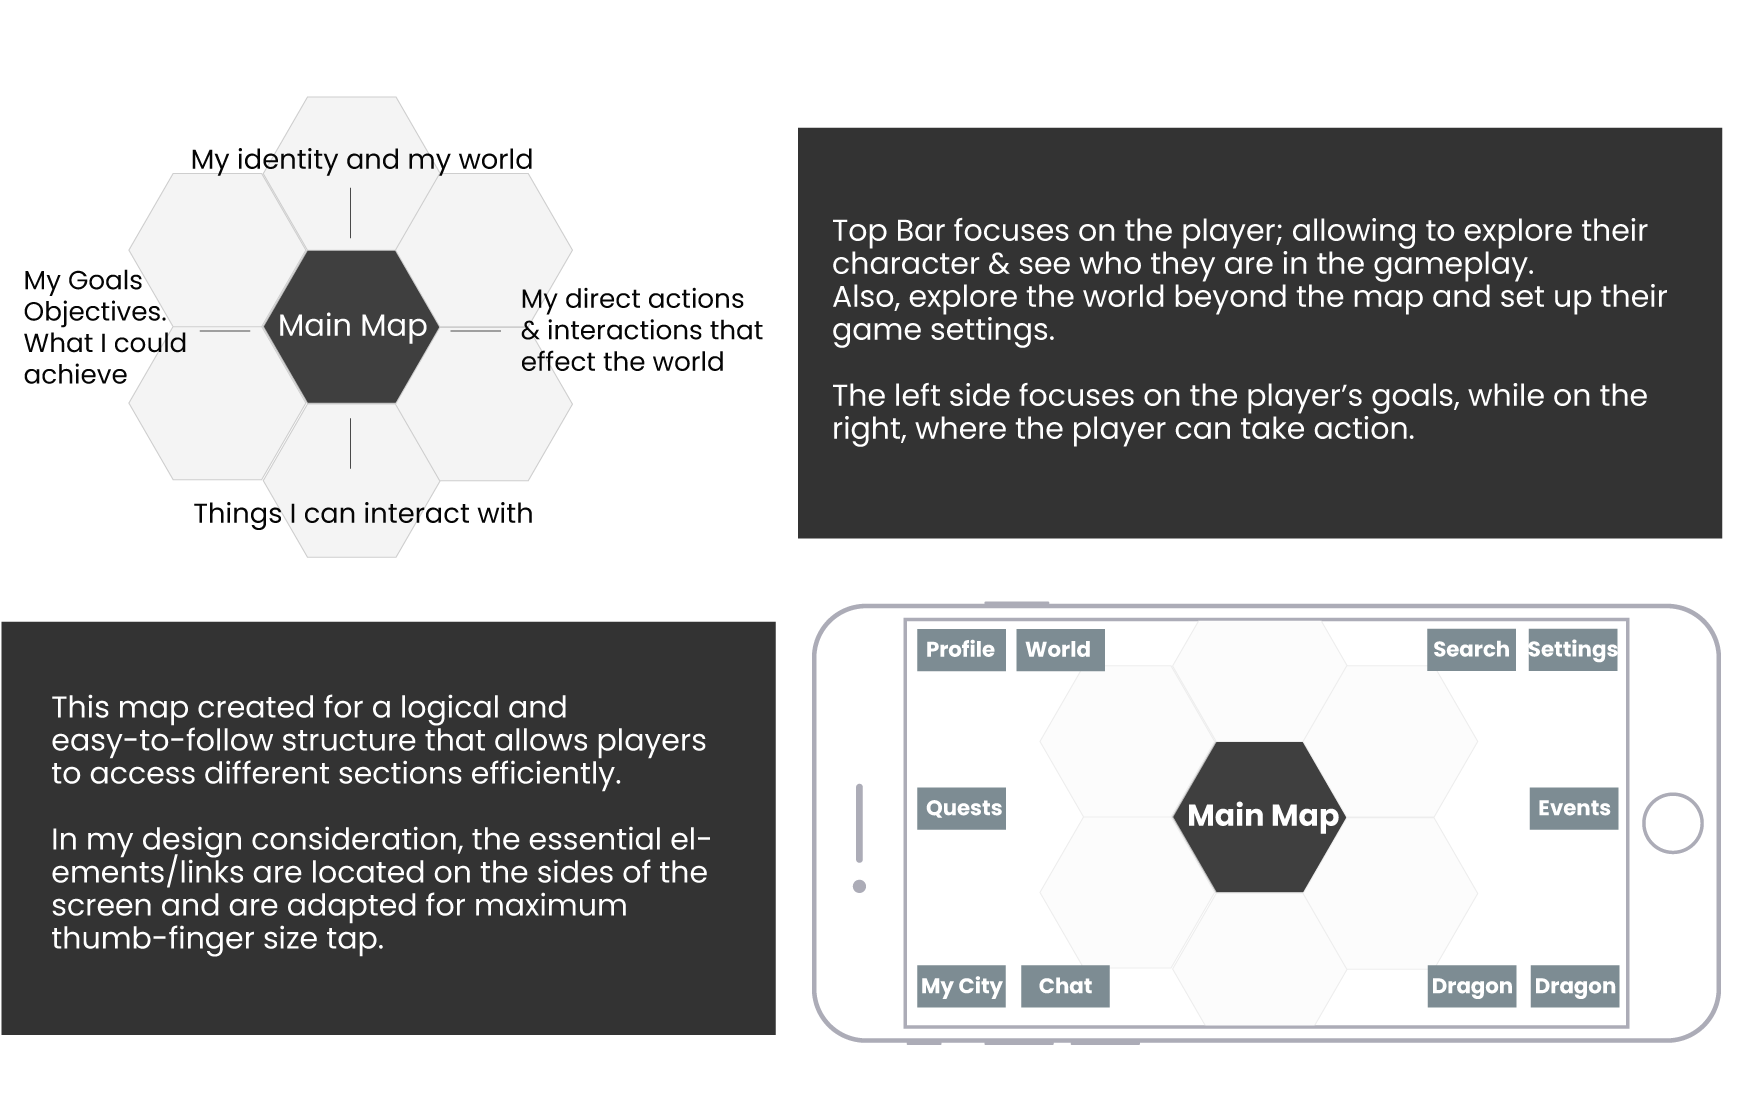 My identity and my world
My Goals
Objectives.
What I could
achieve
Main Map
My direct actions
& interactions that
effect the world
Things I can interact with
Top Bar focuses on the player; allowing to explore their
character & see who they are in the gameplay.
Also, explore the world beyond the map and set up their
game settings.
The left side focuses on the player’s goals, while on the
right, where the player can take action.
This map created for a logical and
easy-to-follow structure that allows players
to access different sections efficiently.
In my design consideration, the essential el-
ements/links are located on the sides of the
screen and are adapted for maximum
thumb-finger size tap.
Profile World Search Settings
Quests Main Map Events
My City Chat Dragon Dragon